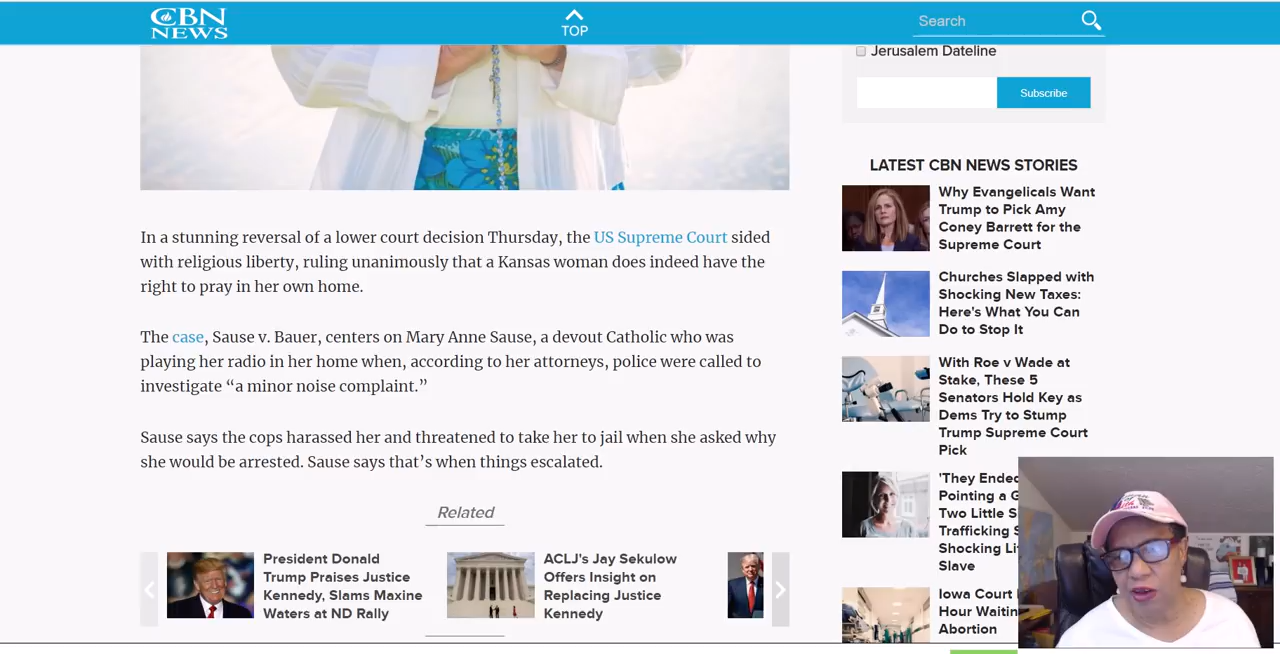 CBN
NEWS
TOP
Search
Jerusalem Dateline
Subscribe
In a stunning reversal of a lower court decision Thursday, the US Supreme Court sided
with religious liberty, ruling unanimously that a Kansas woman does indeed have the
right to pray in her own home.
The case, Sause v. Bauer, centers on Mary Anne Sause, a devout Catholic who was
playing her radio in her home when, according to her attorneys, police were called to
investigate “a minor noise complaint.”
Sause says the cops harassed her and threatened to take her to jail when she asked why
she would be arrested. Sause says that’s when things escalated.
Related
President Donald
Trump Praises Justice
Kennedy, Slams Maxine
Waters at ND Rally
ACLJ's Jay Sekulow
Offers Insight on
Replacing Justice
Kennedy
LATEST CBN NEWS STORIES
Why Evangelicals Want
Trump to Pick Amy
Coney Barrett for the
Supreme Court
Churches Slapped with
Shocking New Taxes:
Here's What You Can
Do to Stop It
With Roe v Wade at
Stake, These 5
Senators Hold Key as
Dems Try to Stump
Trump Supreme Court
Pick
'They Ended
Pointing a G
Two Little S
Trafficking S
Shocking Li
Slave
Iowa Court
Hour Waitin
Abortion